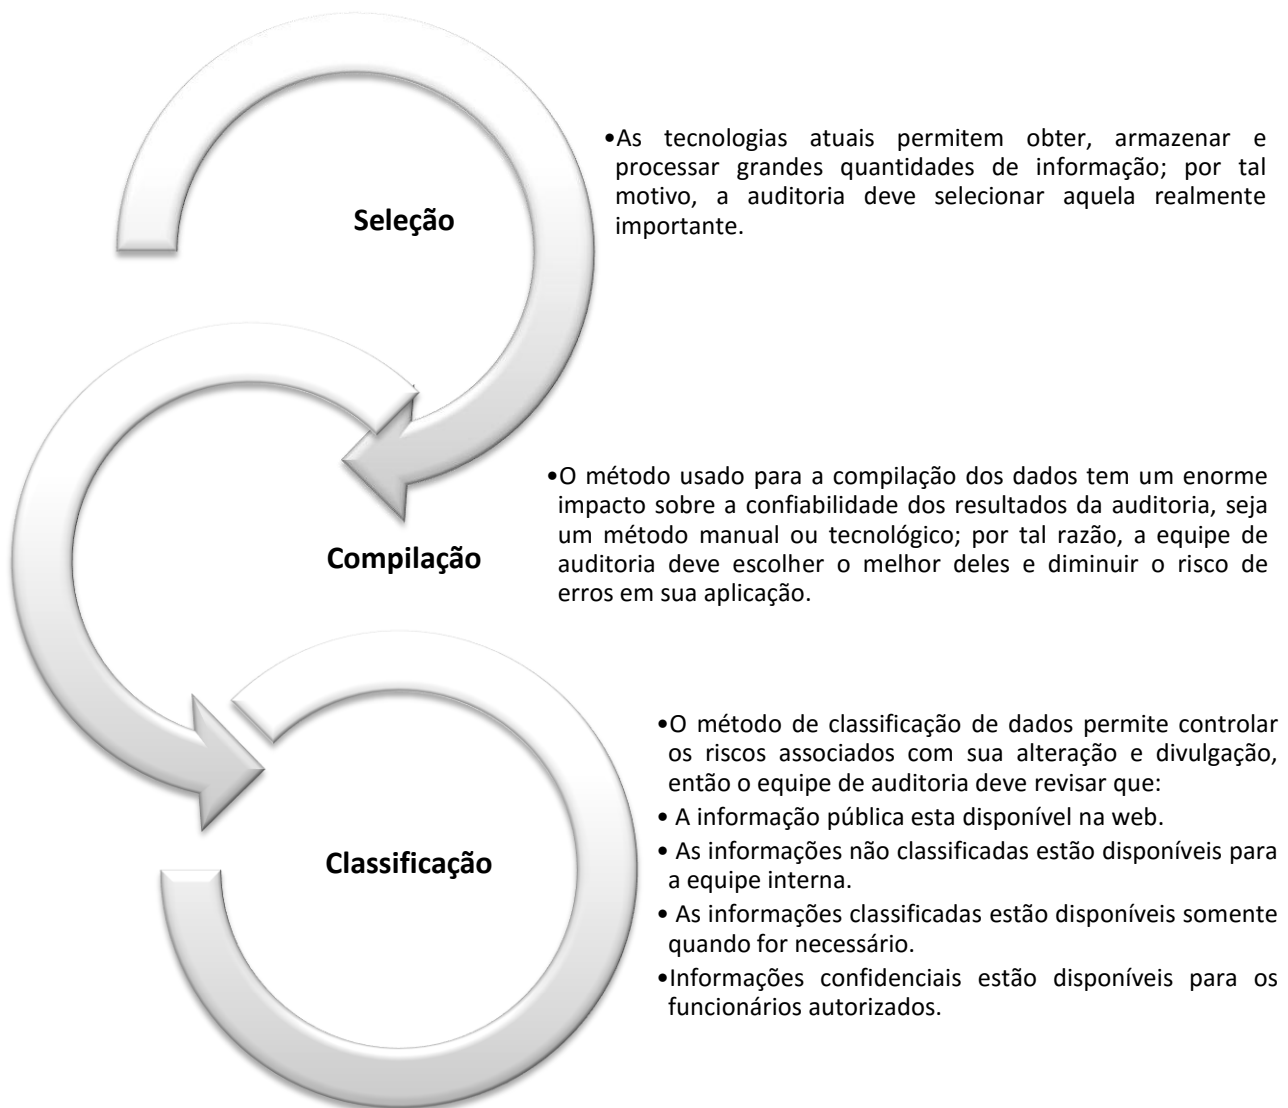 Seleção
•As tecnologias atuais permitem obter, armazenar e
processar grandes quantidades de informação; por tal
motivo, a auditoria deve selecionar aquela realmente
importante.
Compilação
•O método usado para a compilação dos dados tem um enorme
impacto sobre a confiabilidade dos resultados da auditoria, seja
um método manual ou tecnológico; por tal razão, a equipe de
auditoria deve escolher o melhor deles e diminuir o risco de
erros em sua aplicação.
Classificação
•O método de classificação de dados permite controlar
os riscos associados com sua alteração e divulgação,
então o equipe de auditoria deve revisar que:
• A informação pública esta disponível na web.
• As informações não classificadas estão disponíveis para
a equipe interna.
• As informações classificadas estão disponíveis somente
quando for necessário.
•Informações confidenciais estão disponíveis para os
funcionários autorizados.